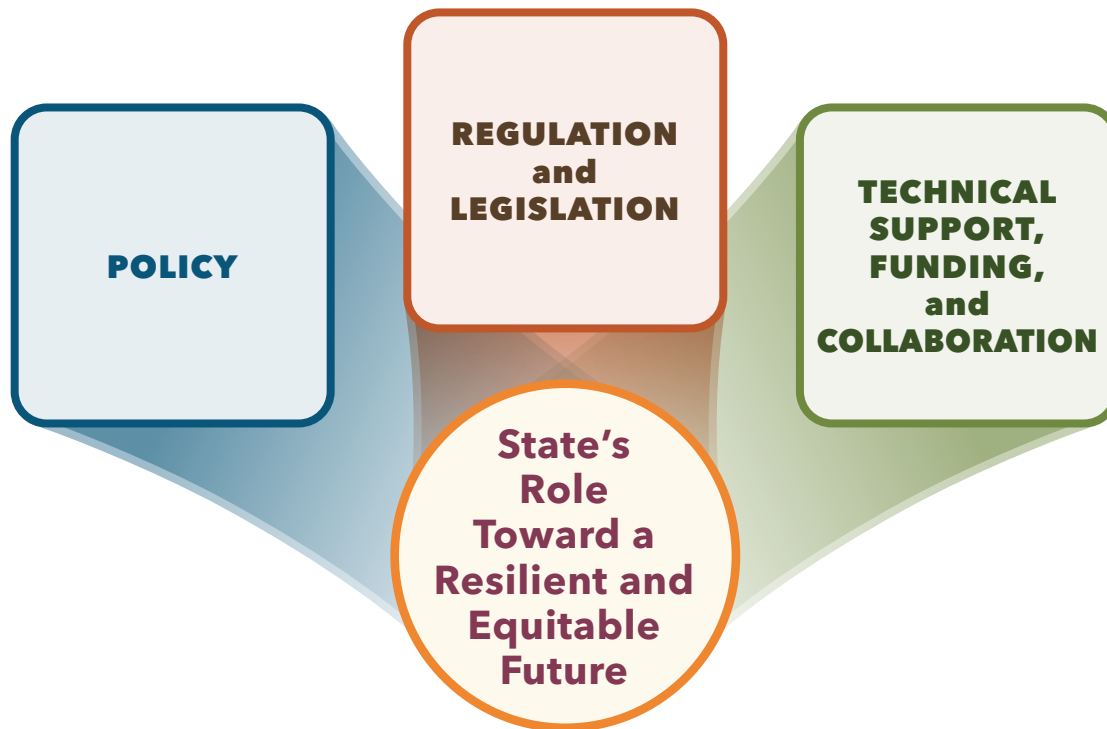 POLICY
REGULATION
and
LEGISLATION
TECHNICAL
SUPPORT,
FUNDING,
and
COLLABORATION
State’s
Role
Toward a
Resilient and
Equitable
Future